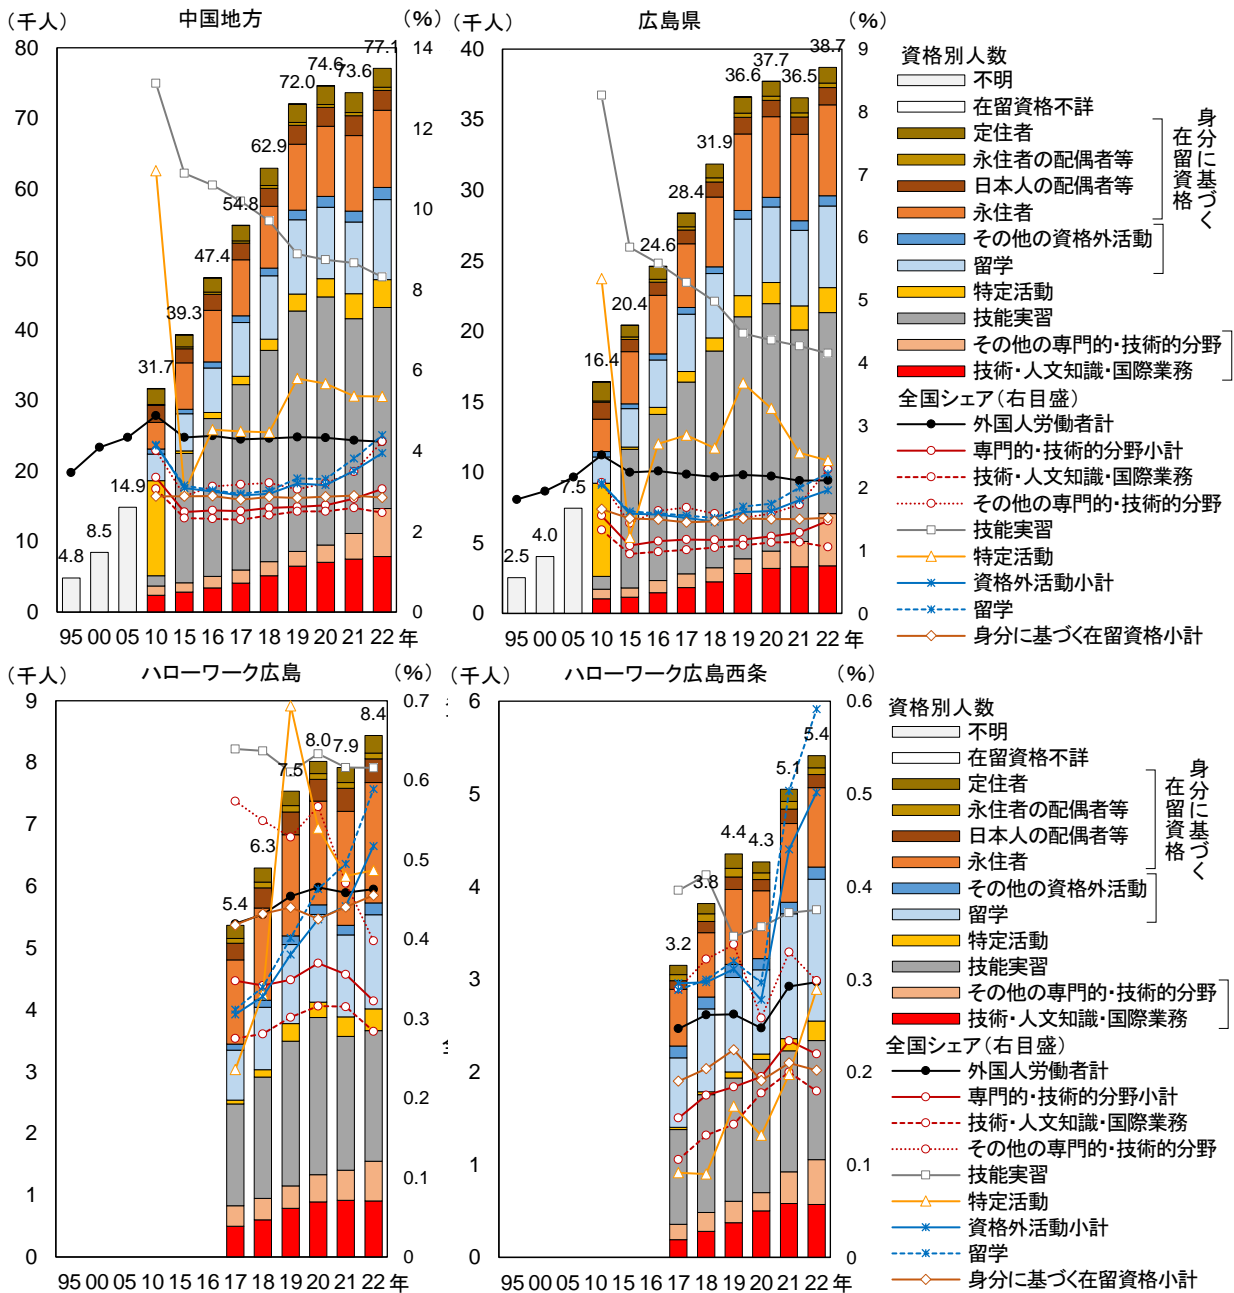 中国地方
(千人)
(%)
80
70
60
50
40
30
20
10
0
14
12
10
8
6
4
2
0
4.8
8.5
14.9
31.7
39.3
47.4
54.8
62.9
72.0
74.6
73.6
77.1
95 00 05 10 15 16 17 18 19 20 21 22 年
広島県
(千人)
(%)
40
35
30
25
20
15
10
5
0
9
8
7
6
5
4
3
2
1
0
2.5
4.0
7.5
16.4
20.4
24.6
28.4
31.9
36.6
37.7
36.5
38.7
95 00 05 10 15 16 17 18 19 20 21 22 年
資格別人数
不明
在留資格不詳
定住者
永住者の配偶者等
日本人の配偶者等
永住者
その他の資格外活動
留学
特定活動
技能実習
その他の専門的・技術的分野
技術・人文知識・国際業務
身分に基づく
在留資格
全国シェア(右目盛)
外国人労働者計
専門的・技術的分野小計
技術・人文知識・国際業務
その他の専門的・技術的分野
技能実習
特定活動
資格外活動小計
留学
身分に基づく在留資格小計
ハローワーク広島
(千人)
(%)
9
8
7
6
5
4
3
2
1
0
0.7
0.6
0.5
0.4
0.3
0.2
0.1
0
5.4
6.3
7.5
8.0
7.9
8.4
95 00 05 10 15 16 17 18 19 20 21 22 年
ハローワーク広島西条
(千人)
(%)
6
5
4
3
2
1
0
0.6
0.5
0.4
0.3
0.2
0.1
0
3.2
3.8
4.4
4.3
5.1
5.4
95 00 05 10 15 16 17 18 19 20 21 22 年
資格別人数
不明
在留資格不詳
定住者
永住者の配偶者等
日本人の配偶者等
永住者
その他の資格外活動
留学
特定活動
技能実習
その他の専門的・技術的分野
技術・人文知識・国際業務
身分に基づく
在留資格
全国シェア(右目盛)
外国人労働者計
専門的・技術的分野小計
技術・人文知識・国際業務
その他の専門的・技術的分野
技能実習
特定活動
資格外活動小計
留学
身分に基づく在留資格小計